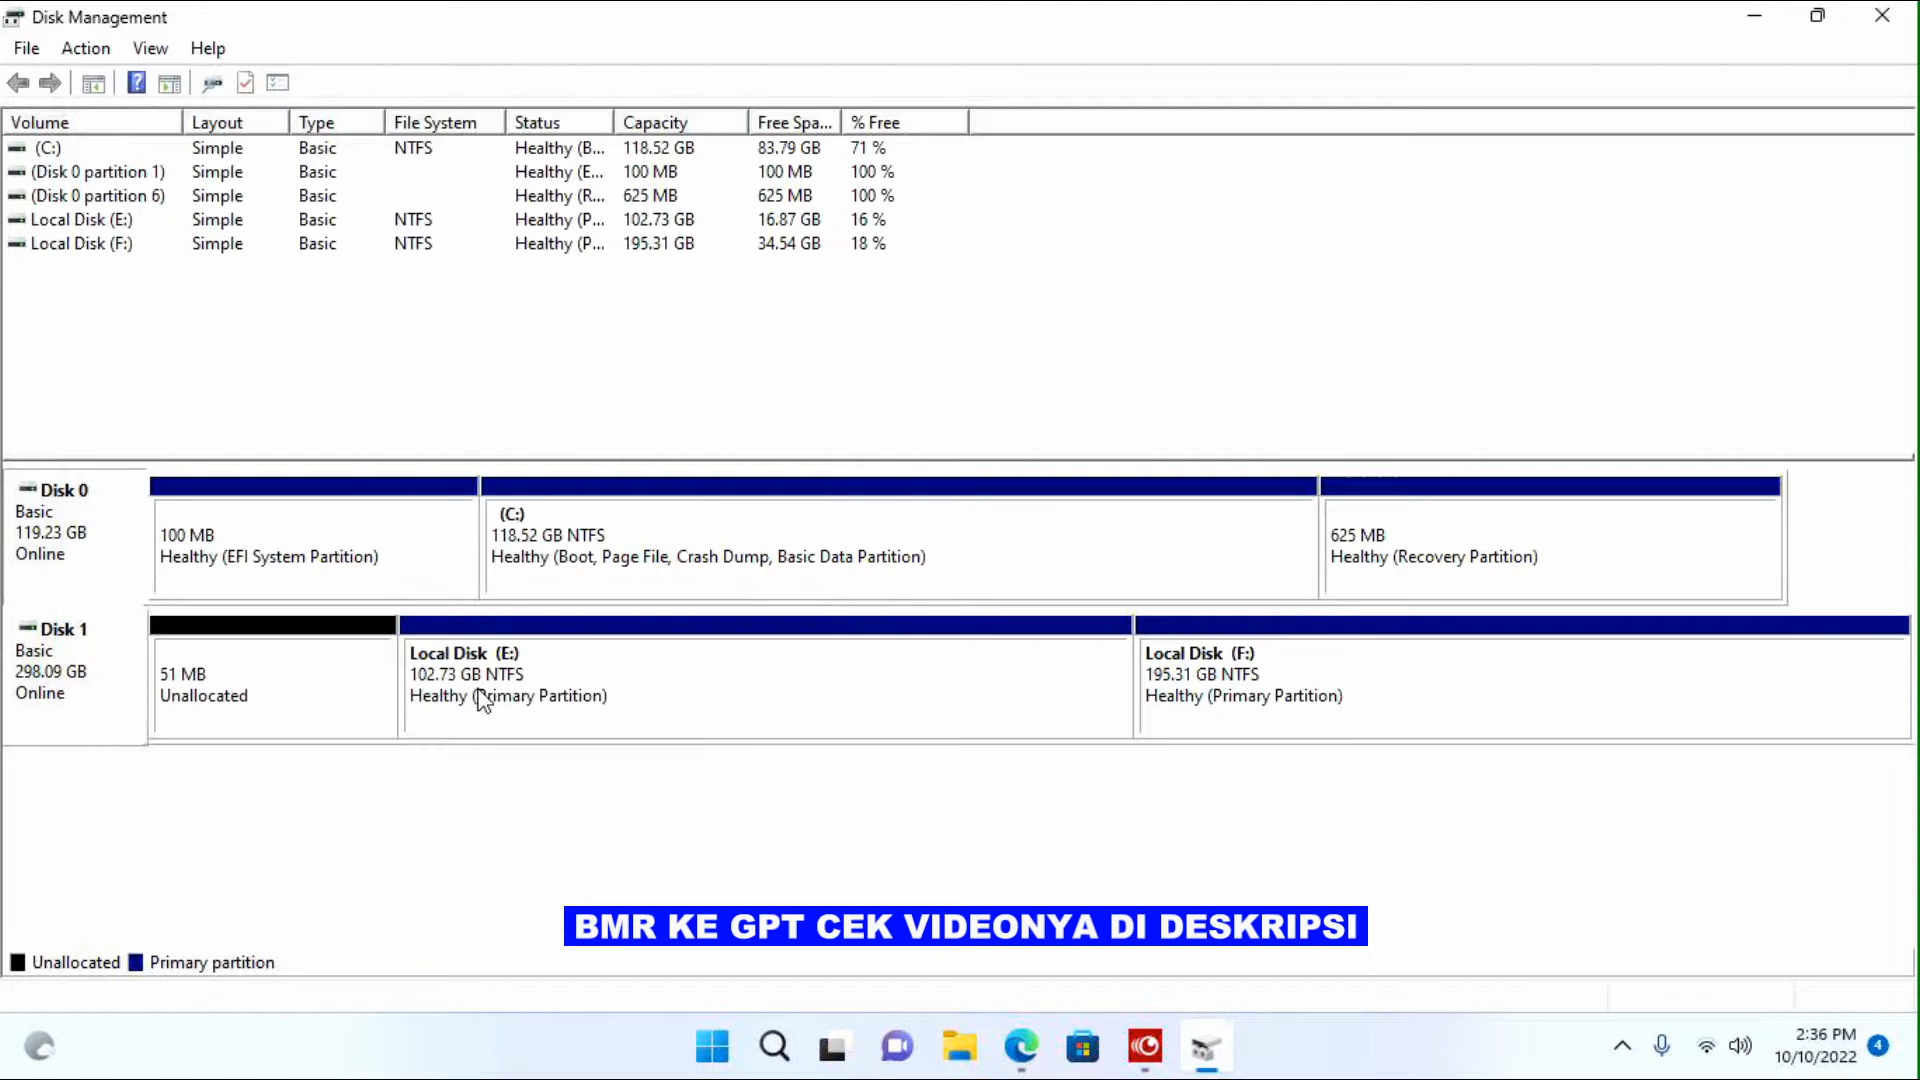 Disk Management
File Action View Help
Volume Layout Type File System Status Capacity Free Spa... % Free
(C:) Simple Basic NTFS Healthy (B... 118.52 GB 83.79 GB 71 %
(Disk 0 partition 1) Simple Basic Healthy (E... 100 MB 100 MB 100 %
(Disk 0 partition 6) Simple Basic Healthy (R... 625 MB 625 MB 100 %
Local Disk (E:) Simple Basic NTFS Healthy (P... 102.73 GB 16.87 GB 16 %
Local Disk (F:) Simple Basic NTFS Healthy (P... 195.31 GB 34.54 GB 18 %
Disk 0
Basic
119.23 GB
Online
100 MB
Healthy (EFI System Partition)
(C:)
118.52 GB NTFS
Healthy (Boot, Page File, Crash Dump, Basic Data Partition)
625 MB
Healthy (Recovery Partition)
Disk 1
Basic
298.09 GB
Online
51 MB
Unallocated
Local Disk (E:)
102.73 GB NTFS
Healthy (Primary Partition)
Local Disk (F:)
195.31 GB NTFS
Healthy (Primary Partition)
BMR KE GPT CEK VIDEONYA DI DESKRIPSI
Unallocated Primary partition
2:36 PM
10/10/2022
4